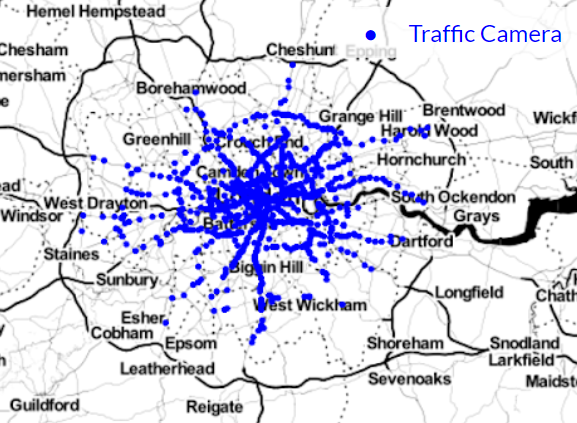 Hemel Hempstead
Traffic Camera
Chesham
Cheshunt
Epping
mersham
Borehamwood
Grange Hill
Brentwood
Harold Wood
Wickf
Greenhill
Crouch End
Hornchurch
South
Camden Town
ead
Windsor
West Drayton
South Ockendon
Grays
Dartford
Staines
Biggin Hill
Sunbury
Longfield
Chath
West Wickham
Esher
Cobham
Epsom
Shoreham
Snodland
Larkfield
Leatherhead
Sevenoaks
Maidsto
Guildford
Reigate